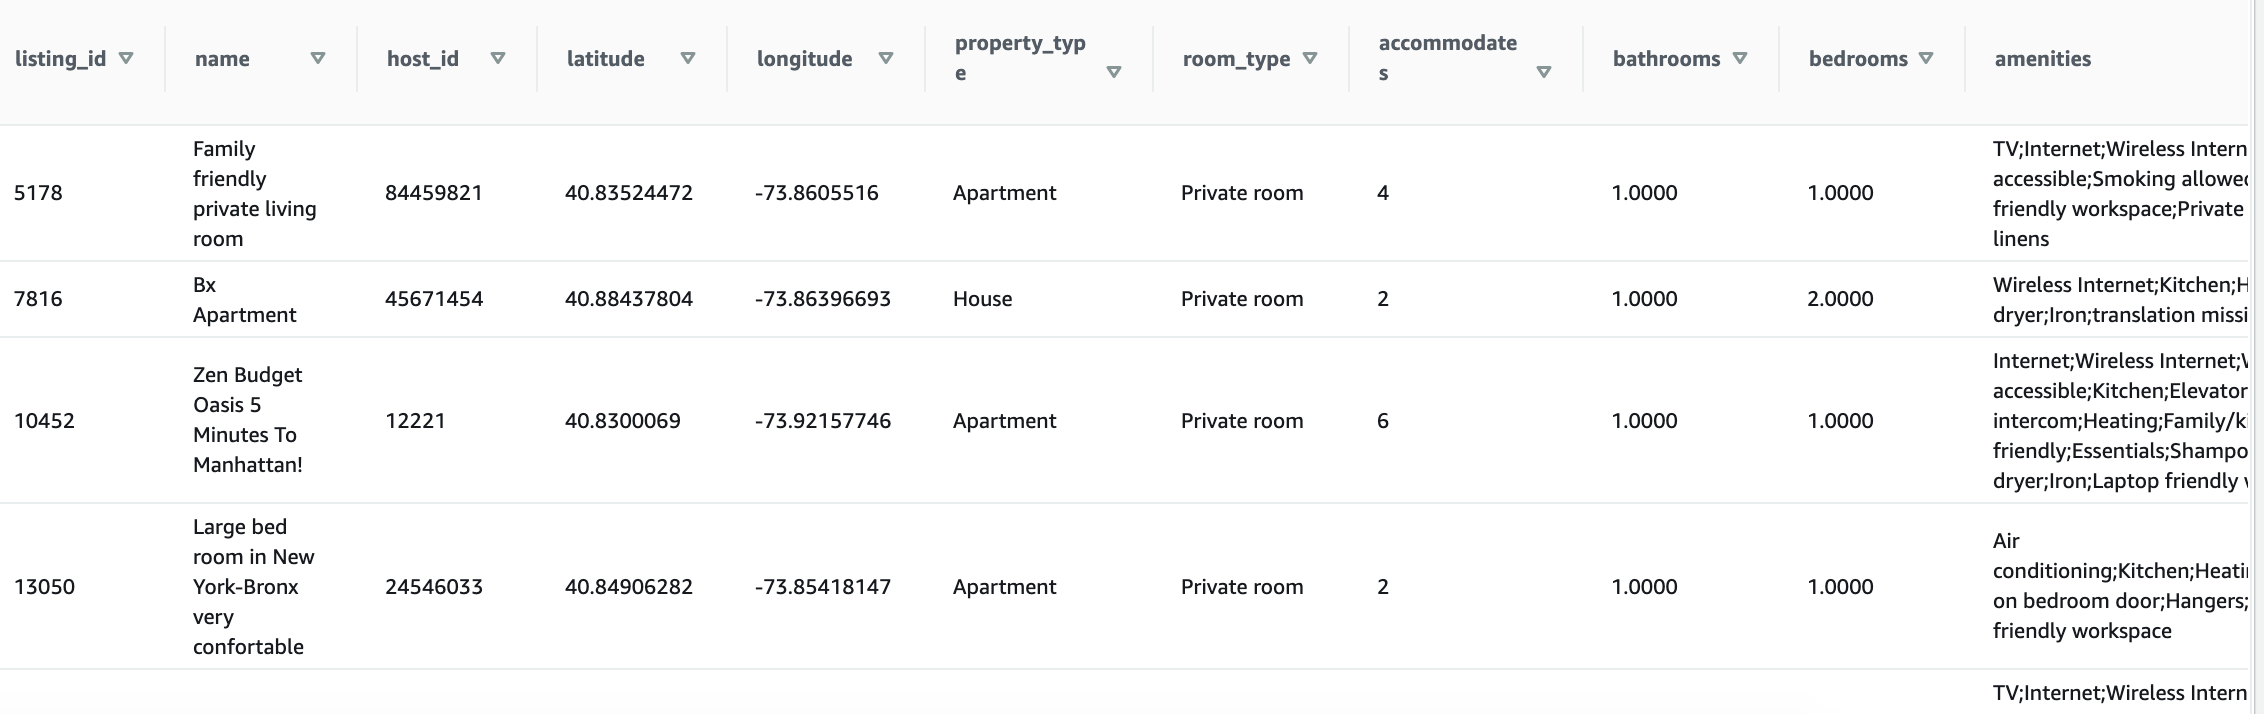 listing_id
name
host_id
latitude
longitude
property_typ
e
room_type
accommodate
s
bathrooms
bedrooms
amenities
5178
Family
friendly
private living
room
84459821
40.83524472
-73.8605516
Apartment
Private room
4
1.0000
1.0000
TV;Internet;Wireless Intern
accessible;Smoking allowed
friendly workspace;Private
linens
7816
Bx
Apartment
45671454
40.88437804
-73.86396693
House
Private room
2
1.0000
2.0000
Wireless Internet;Kitchen;H
dryer;Iron;translation missi
10452
Zen Budget
Oasis 5
Minutes To
Manhattan!
12221
40.8300069
-73.92157746
Apartment
Private room
6
1.0000
1.0000
Internet;Wireless Internet;
accessible;Kitchen;Elevator
intercom;Heating;Family/ki
friendly;Essentials;Shampo
dryer;Iron;Laptop friendly
13050
Large bed
room in New
York-Bronx
very
confortable
24546033
40.84906282
-73.85418147
Apartment
Private room
2
1.0000
1.0000
Air
conditioning;Kitchen;Heati
on bedroom door;Hangers;
friendly workspace
TV;Internet;Wireless Intern